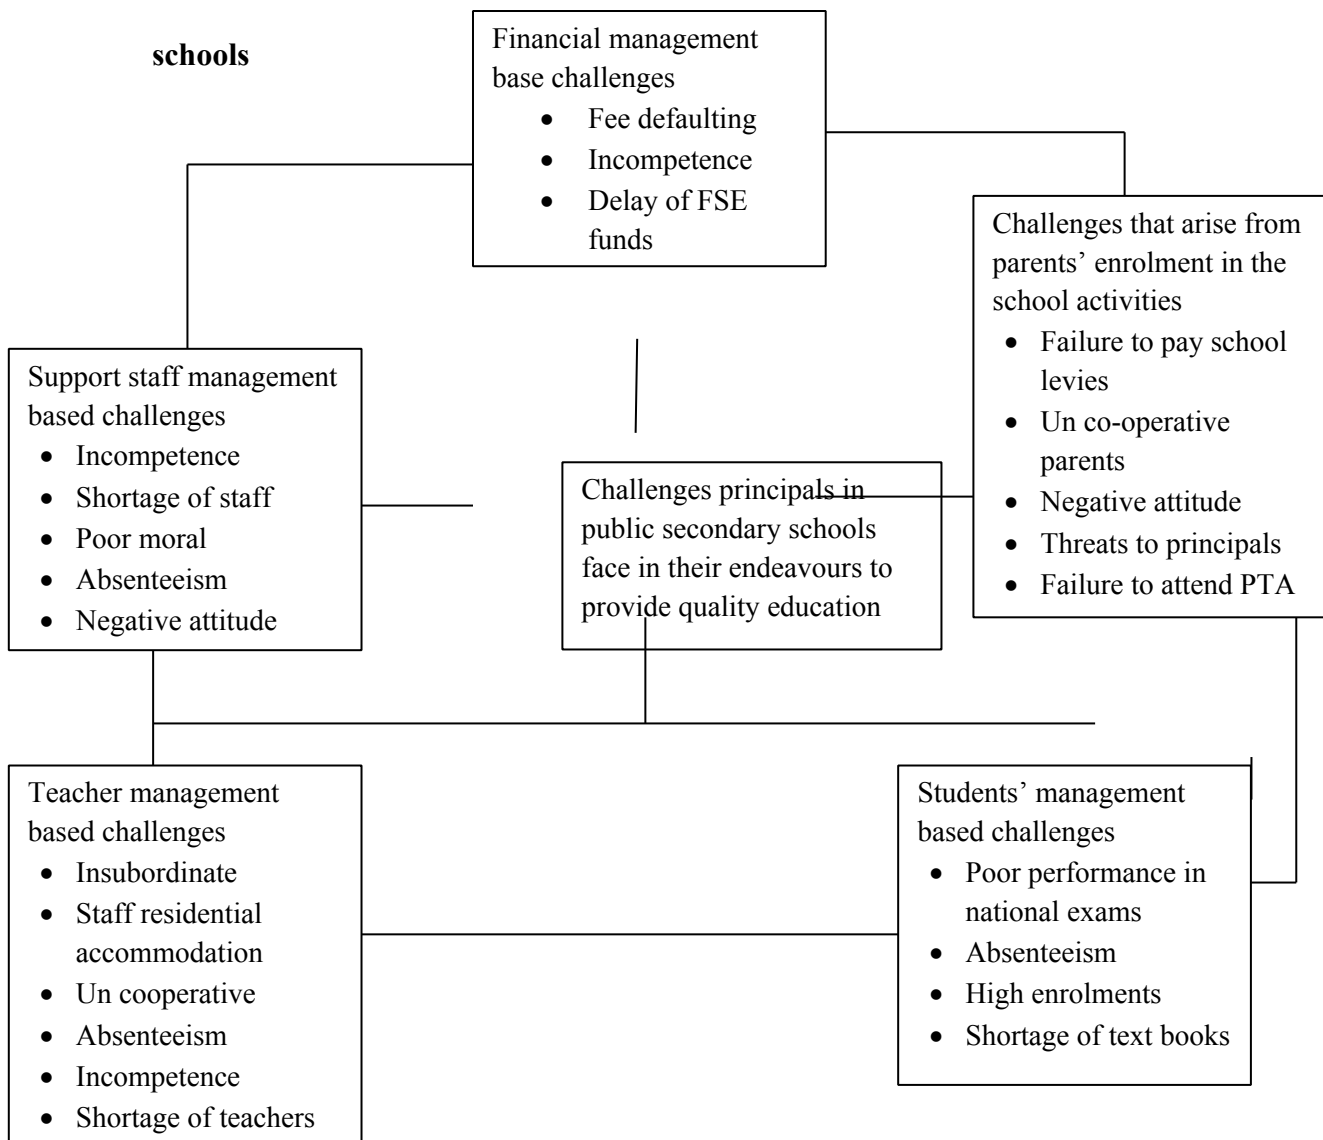 schools
Financial management
base challenges
• Fee defaulting
• Incompetence
• Delay of FSE
funds
Challenges that arise from
parents’ enrolment in the
school activities
• Failure to pay school
levies
• Un co-operative
parents
• Negative attitude
• Threats to principals
• Failure to attend PTA
Support staff management
based challenges
• Incompetence
• Shortage of staff
• Poor moral
• Absenteeism
• Negative attitude
Challenges principals in
public secondary schools
face in their endeavours to
provide quality education
Teacher management
based challenges
• Insubordinate
• Staff residential
accommodation
• Un cooperative
• Absenteeism
• Incompetence
• Shortage of teachers
Students’ management
based challenges
• Poor performance in
national exams
• Absenteeism
• High enrolments
• Shortage of text books